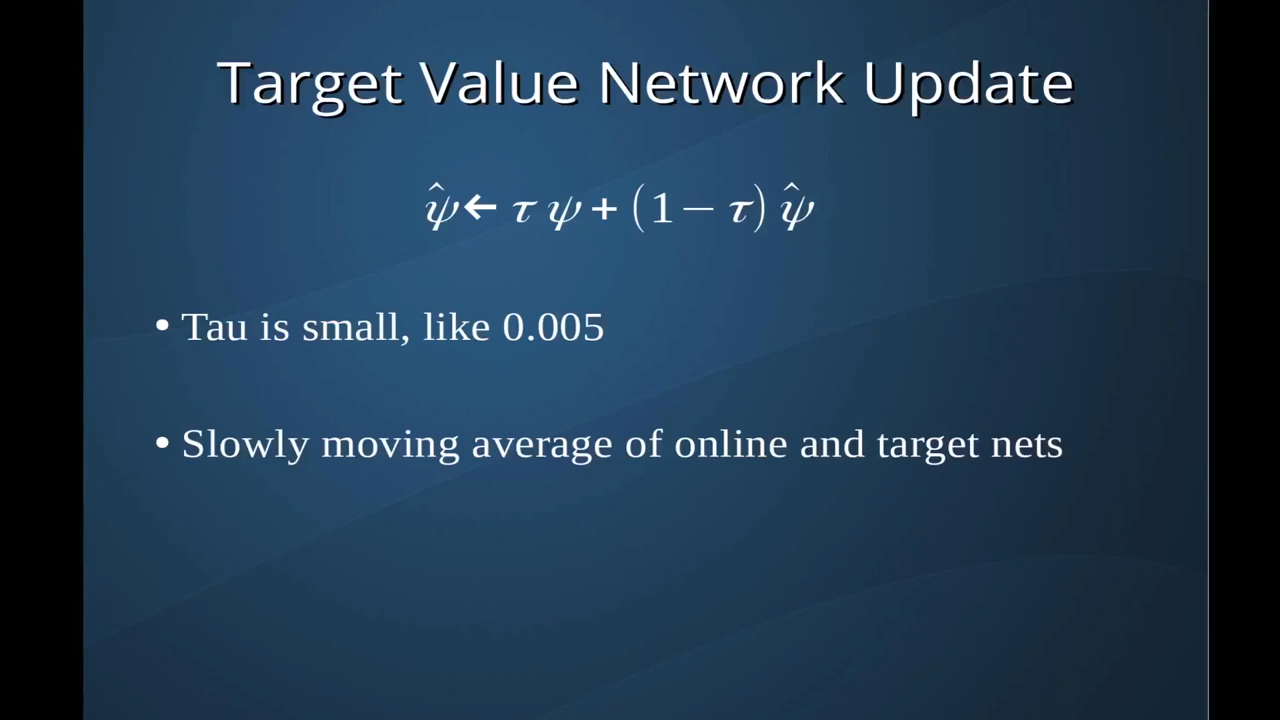 Target Value Network Update
ψ̂ ← τ ψ + (1 − τ) ψ̂
• Tau is small, like 0.005
• Slowly moving average of online and target nets